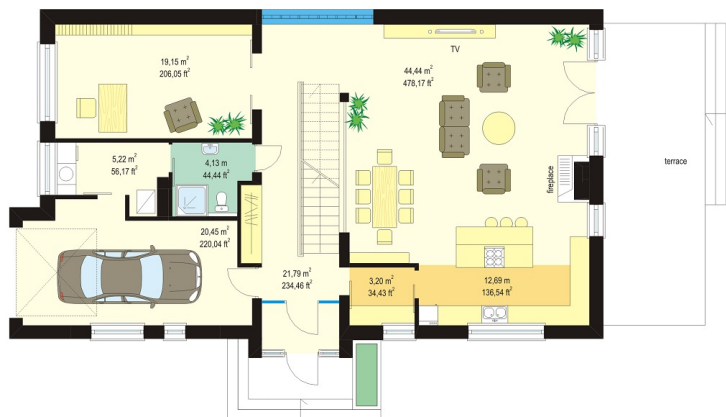 TV
19,15 m²
206,05 ft²
44,44 m²
478,17 ft²
5,22 m²
56,17 ft²
4,13 m
44,44 ft²
terrace
fireplace
20,45 m²
220,04 ft²
21,79 m²
234,46 ft²
3,20 m²
34,43 ft²
12,69 m
136,54 ft²